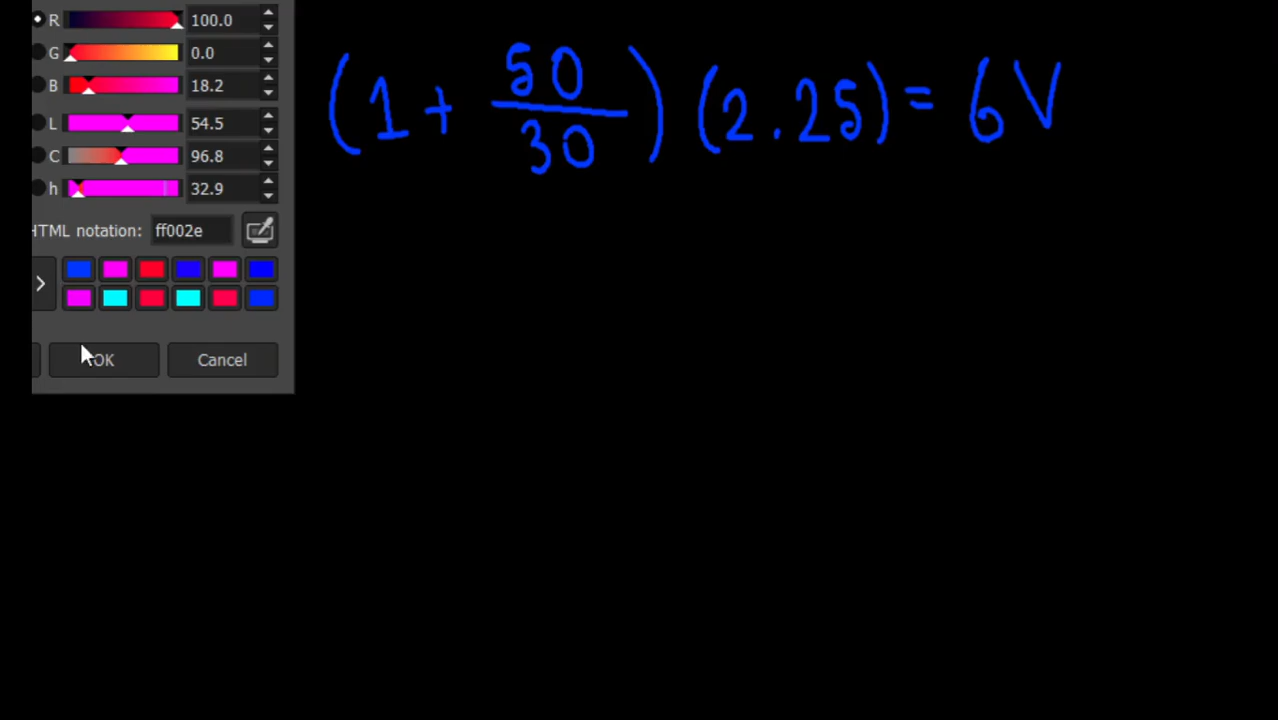 R 100.0
G 0.0
B 18.2
L 54.5
C 96.8
h 32.9
HTML notation: ff002e
OK Cancel
(1 + 50/30) (2.25) = 6V